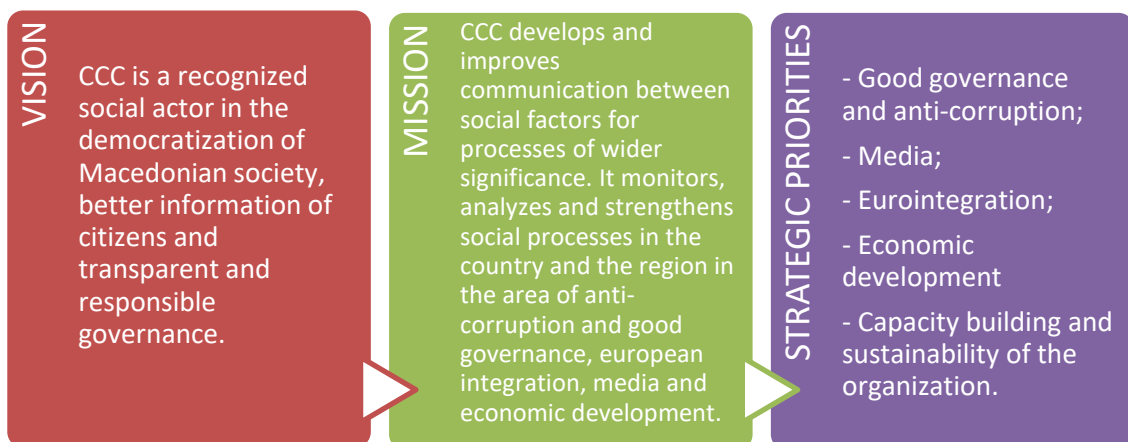 VISION
CCC is a recognized
social actor in the
democratization of
Macedonian society,
better information of
citizens and
transparent and
responsible
governance.
MISSION
CCC develops and
improves
communication between
social factors for
processes of wider
significance. It monitors,
analyzes and strengthens
social processes in the
country and the region in
the area of anti-
corruption and good
governance, european
integration, media and
economic development.
STRATEGIC PRIORITIES
- Good governance
and anti-corruption;
- Media;
- Eurointegration;
- Economic
development
- Capacity building and
sustainability of the
organization.